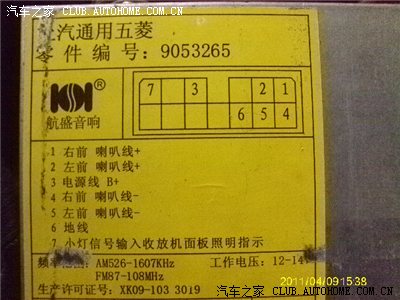 汽车之家 CLUB.AUTOHOME.COM.CN
汽通用五菱
零件编号: 9053265
KSN®
航盛音响
7 3 2 1
6 5 4
1 右前 喇叭线+
2 左前 喇叭线+
3 电源线 B+
4 右前 喇叭线-
5 左前 喇叭线-
6 地线
7 小灯信号输入收放机面板照明指示
频率范围: AM526-1607KHz 工作电压: 12-14
FM87-108MHz
2011/04/09 15:38
生产许可证号: XK09-103 3019
汽车之家 CLUB.AUTOHOME.COM.CN